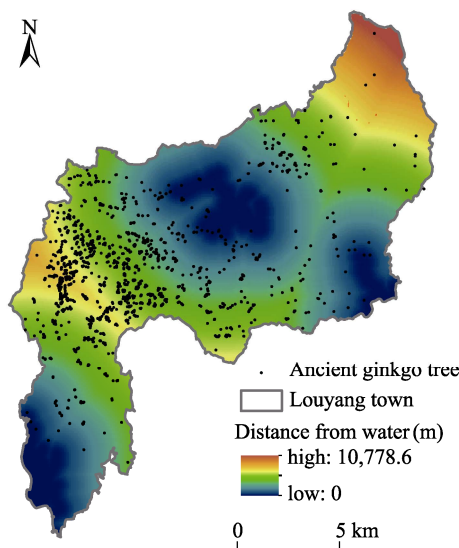 N
Ancient ginkgo tree
Louyang town
Distance from water (m)
high: 10,778.6
low: 0
0 5 km